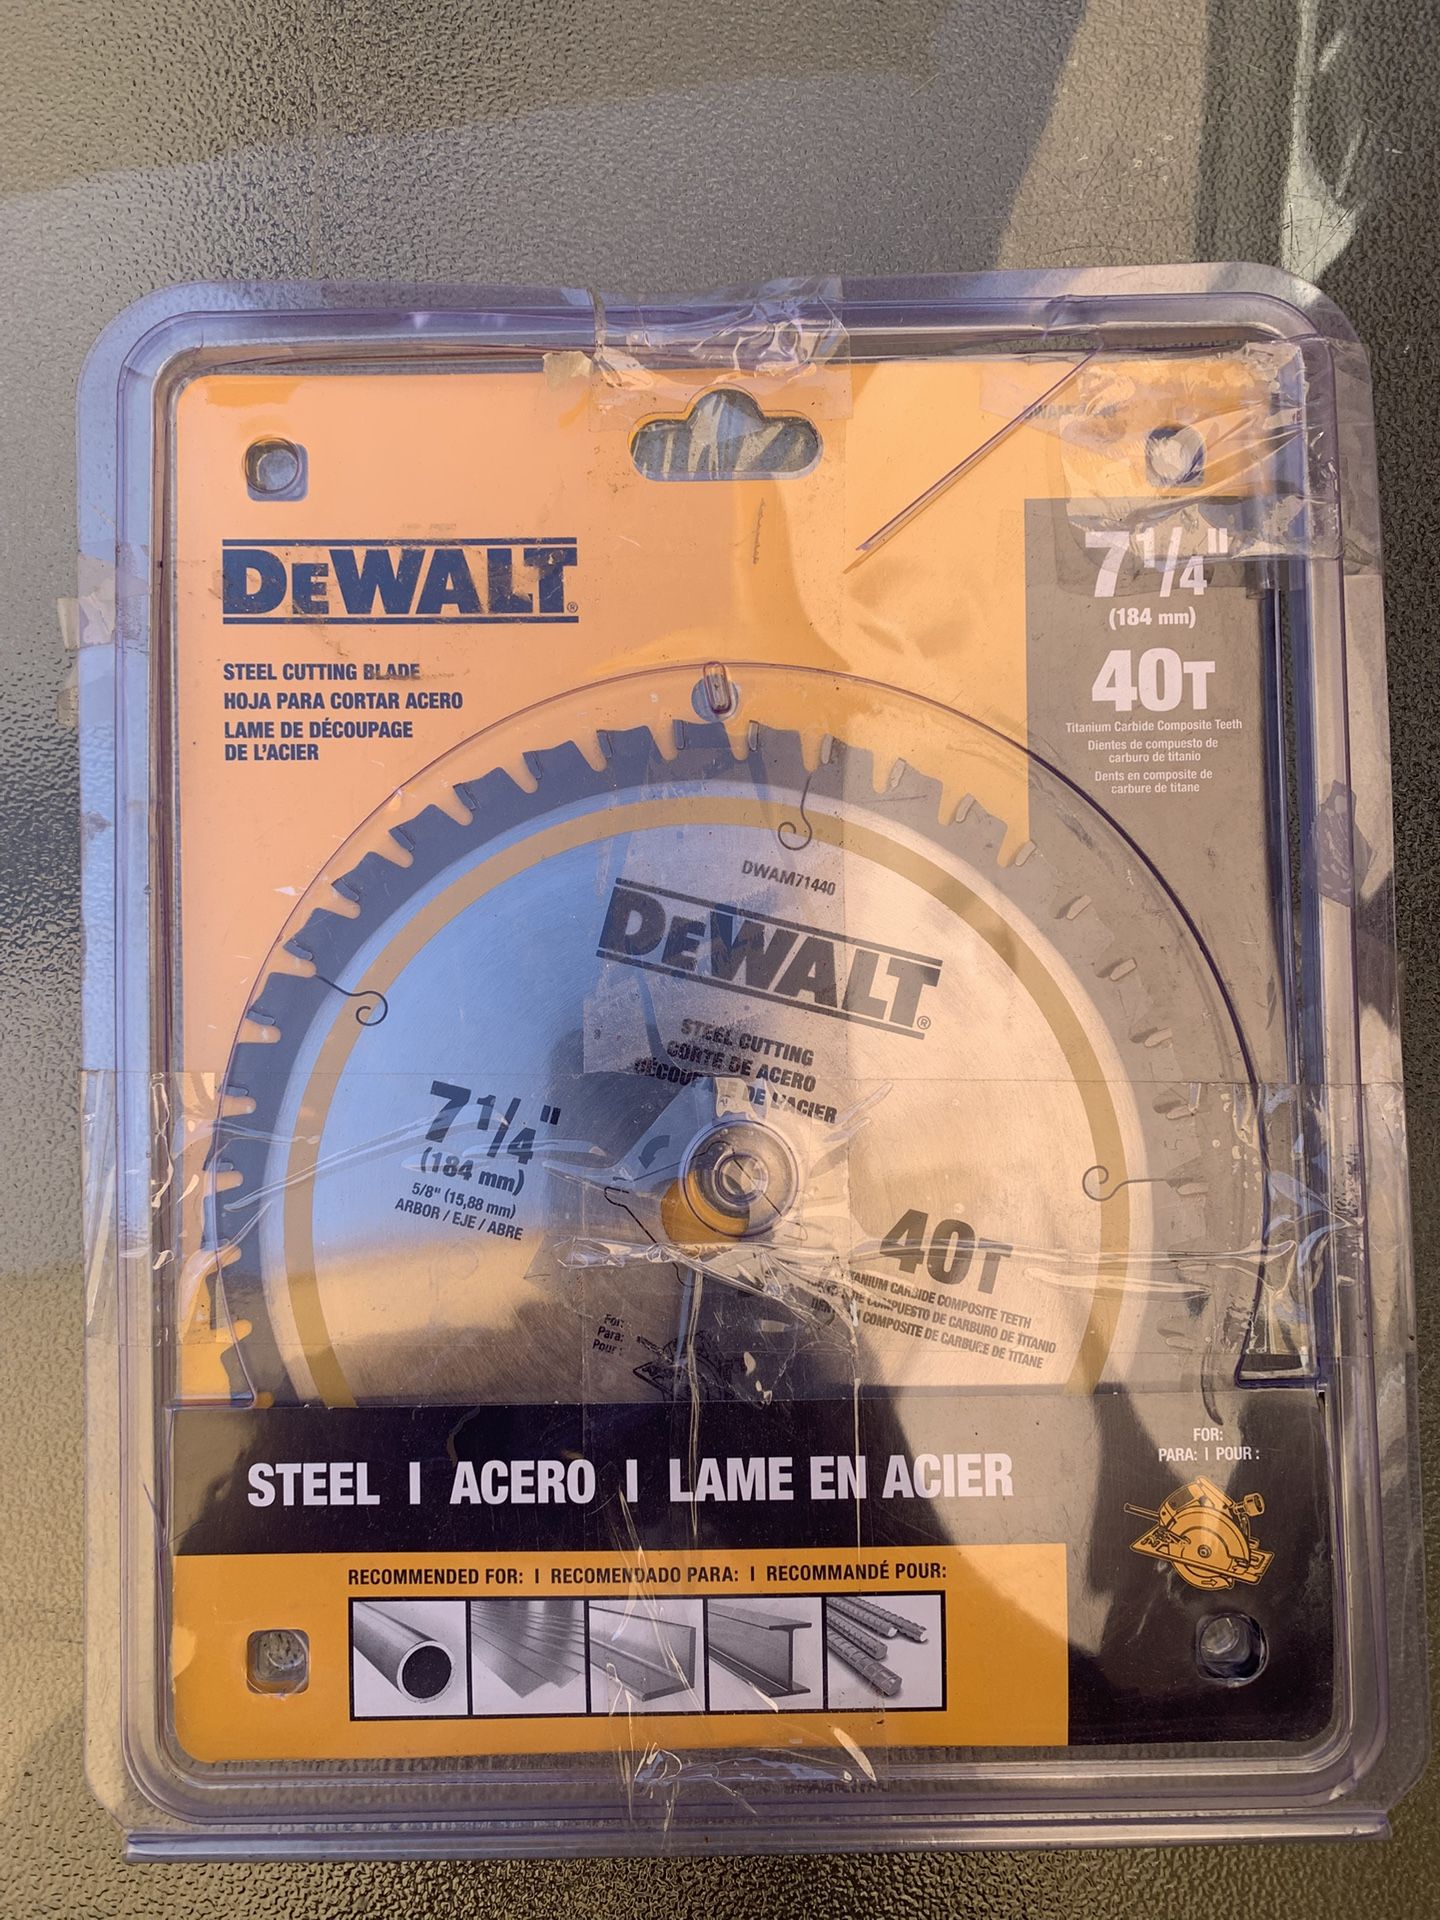 DWAM71440
DEWALT®
STEEL CUTTING BLADE
HOJA PARA CORTAR ACERO
LAME DE DÉCOUPAGE
DE L'ACIER
7 1/4"
(184 mm)
40T
Titanium Carbide Composite Teeth
Dientes de compuesto de
carburo de titanio
Dents en composite de
carbure de titane
DWAM71440
DEWALT®
STEEL CUTTING
CORTE DE ACERO
DE L'ACIER
7 1/4"
(184 mm)
5/8" (15,88 mm)
ARBOR / EJE / ABRE
40T
CARBIDE COMPOSITE TEETH
DE COMPUESTO DE CARBURO DE TITANIO
COMPOSITE DE CARBURE DE TITANE
For:
Para:
Pour:
STEEL | ACERO | LAME EN ACIER
FOR:
PARA: | POUR:
RECOMMENDED FOR: | RECOMENDADO PARA: | RECOMMANDÉ POUR: